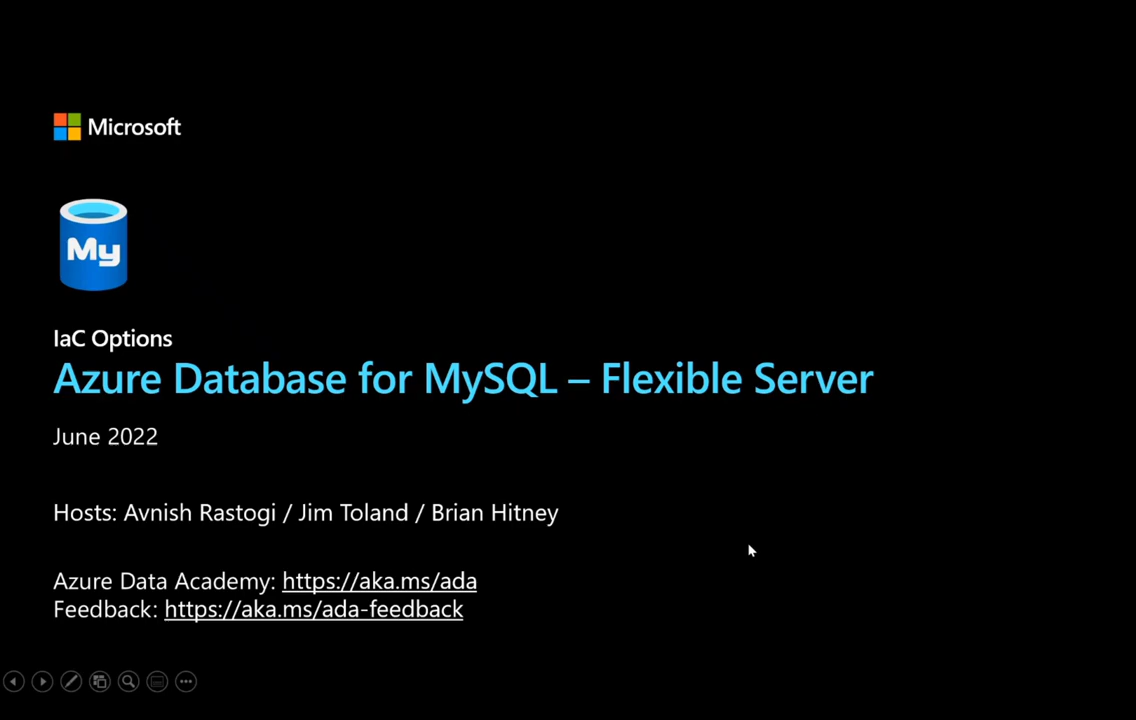 Microsoft
My
IaC Options
Azure Database for MySQL – Flexible Server
June 2022
Hosts: Avnish Rastogi / Jim Toland / Brian Hitney
Azure Data Academy: https://aka.ms/ada
Feedback: https://aka.ms/ada-feedback